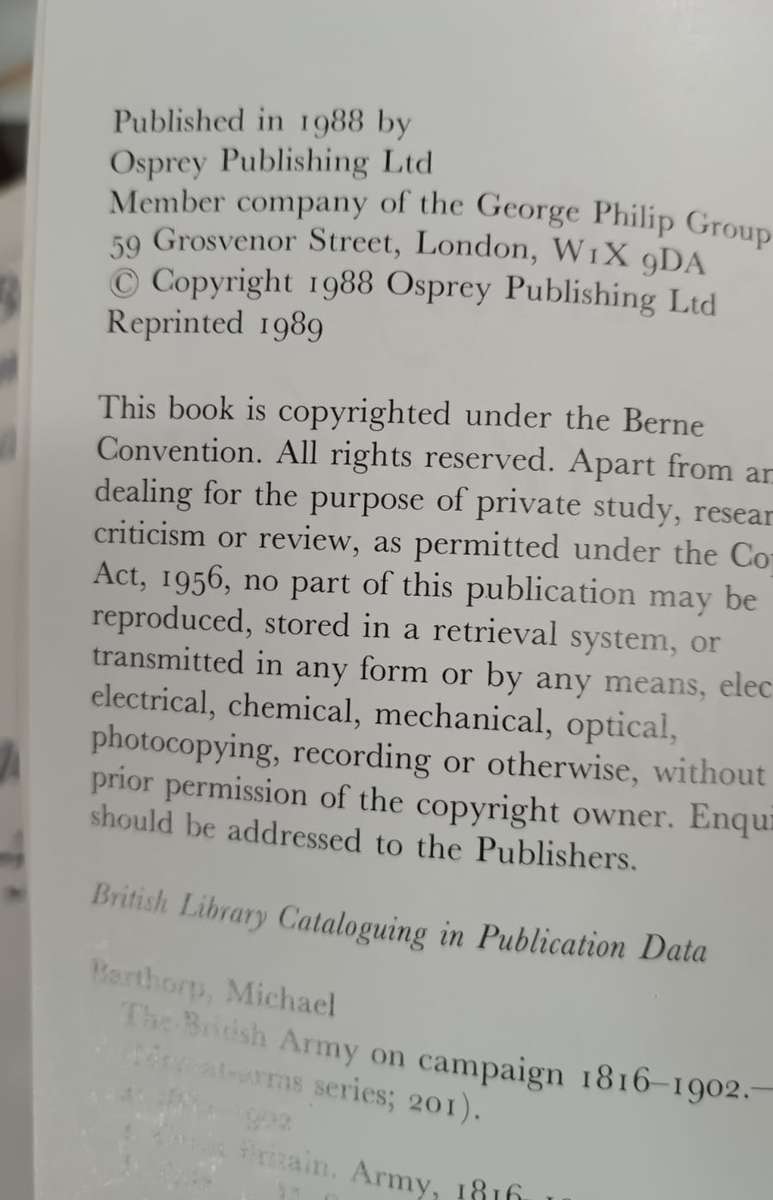 Published in 1988 by
Osprey Publishing Ltd
Member company of the George Philip Group
59 Grosvenor Street, London, W1X 9DA
© Copyright 1988 Osprey Publishing Ltd
Reprinted 1989
This book is copyrighted under the Berne
Convention. All rights reserved. Apart from
dealing for the purpose of private study,
criticism or review, as permitted under the
Act, 1956, no part of this publication may be
reproduced, stored in a retrieval system, or
transmitted in any form or by any means,
electrical, chemical, mechanical, optical,
photocopying, recording or otherwise, without
prior permission of the copyright owner.
should be addressed to the Publishers.
British Library Cataloguing in Publication Data
Barthorp, Michael
The British Army on campaign 1816–1902.—
series; 201).
Britain. Army, 1816